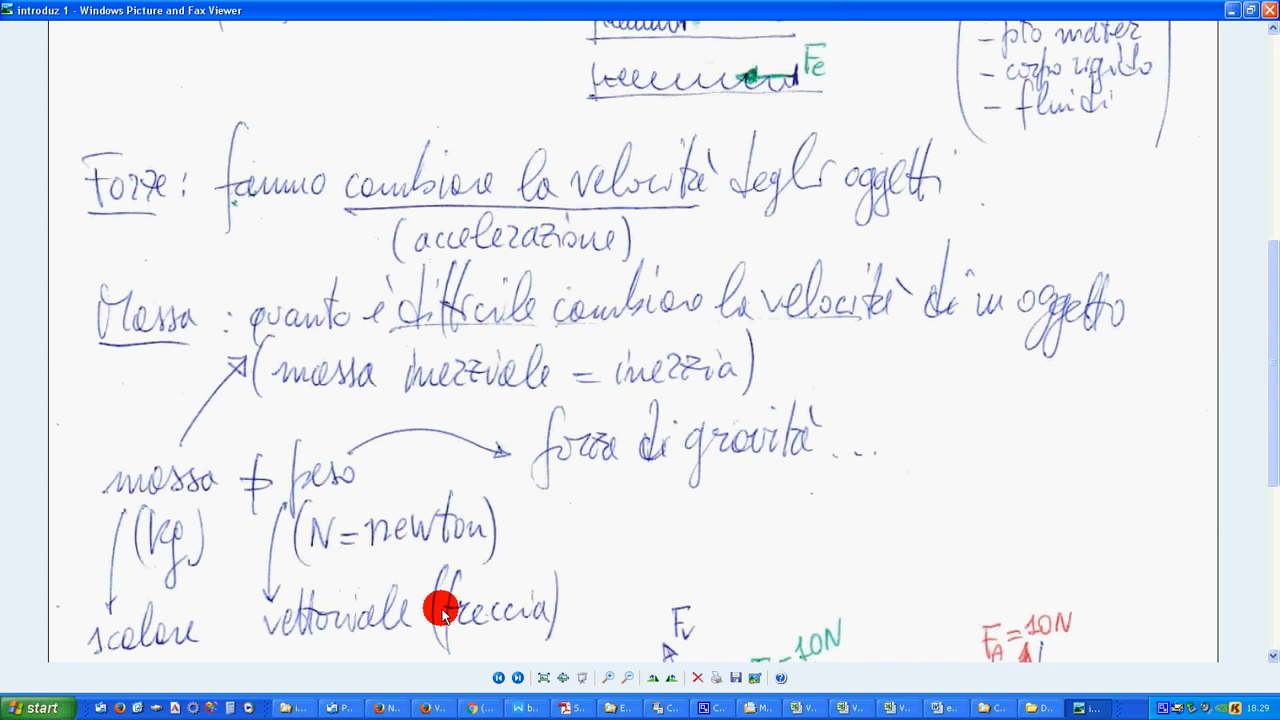 introduz 1 - Windows Picture and Fax Viewer
- pto mater
Fe
- corpo rigido
- fluidi
Forze: fanno cambiare la velocità degli oggetti
(accelerazione)
Massa: quanto è difficile cambiare la velocità di un oggetto
(massa inerziale = inerzia)
massa ≠ peso
forza di gravità...
(kg)
(N=newton)
scalare
vettoriale (freccia)
Fv
=10N
FA=10N
start
i...
P...
N...
V...
(...
b...
S...
E...
C...
C...
M...
V...
V...
e...
C...
i...
18.29